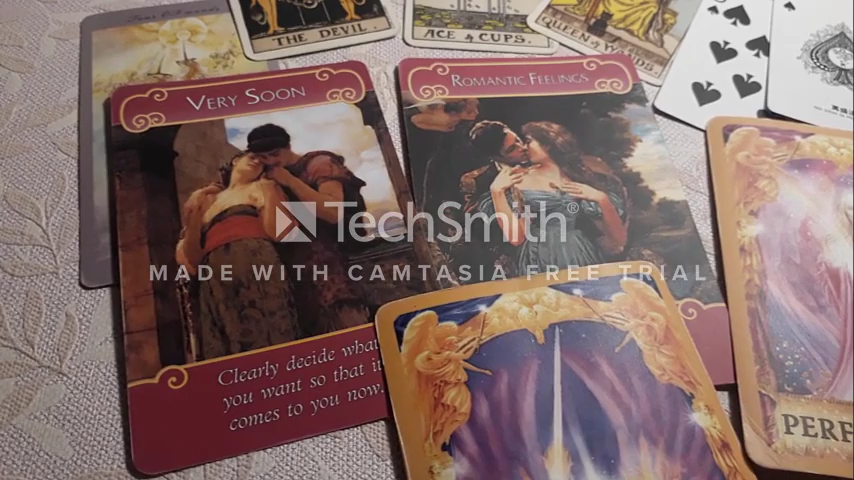 THE DEVIL.
ACE of CUPS.
QUEEN of WANDS
VERY SOON
ROMANTIC FEELINGS
TechSmith®
MADE WITH CAMTASIA FREE TRIAL
Clearly decide what
you want so that it
comes to you now.
PERF